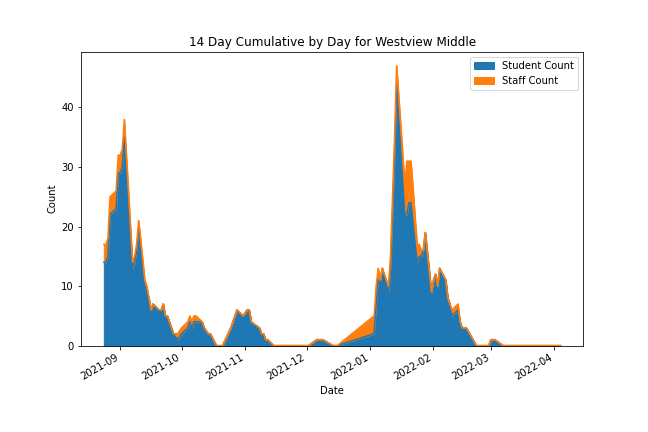 14 Day Cumulative by Day for Westview Middle
Student Count
Staff Count
Count
40
30
20
10
0
2021-09
2021-10
2021-11
2021-12
2022-01
2022-02
2022-03
2022-04
Date